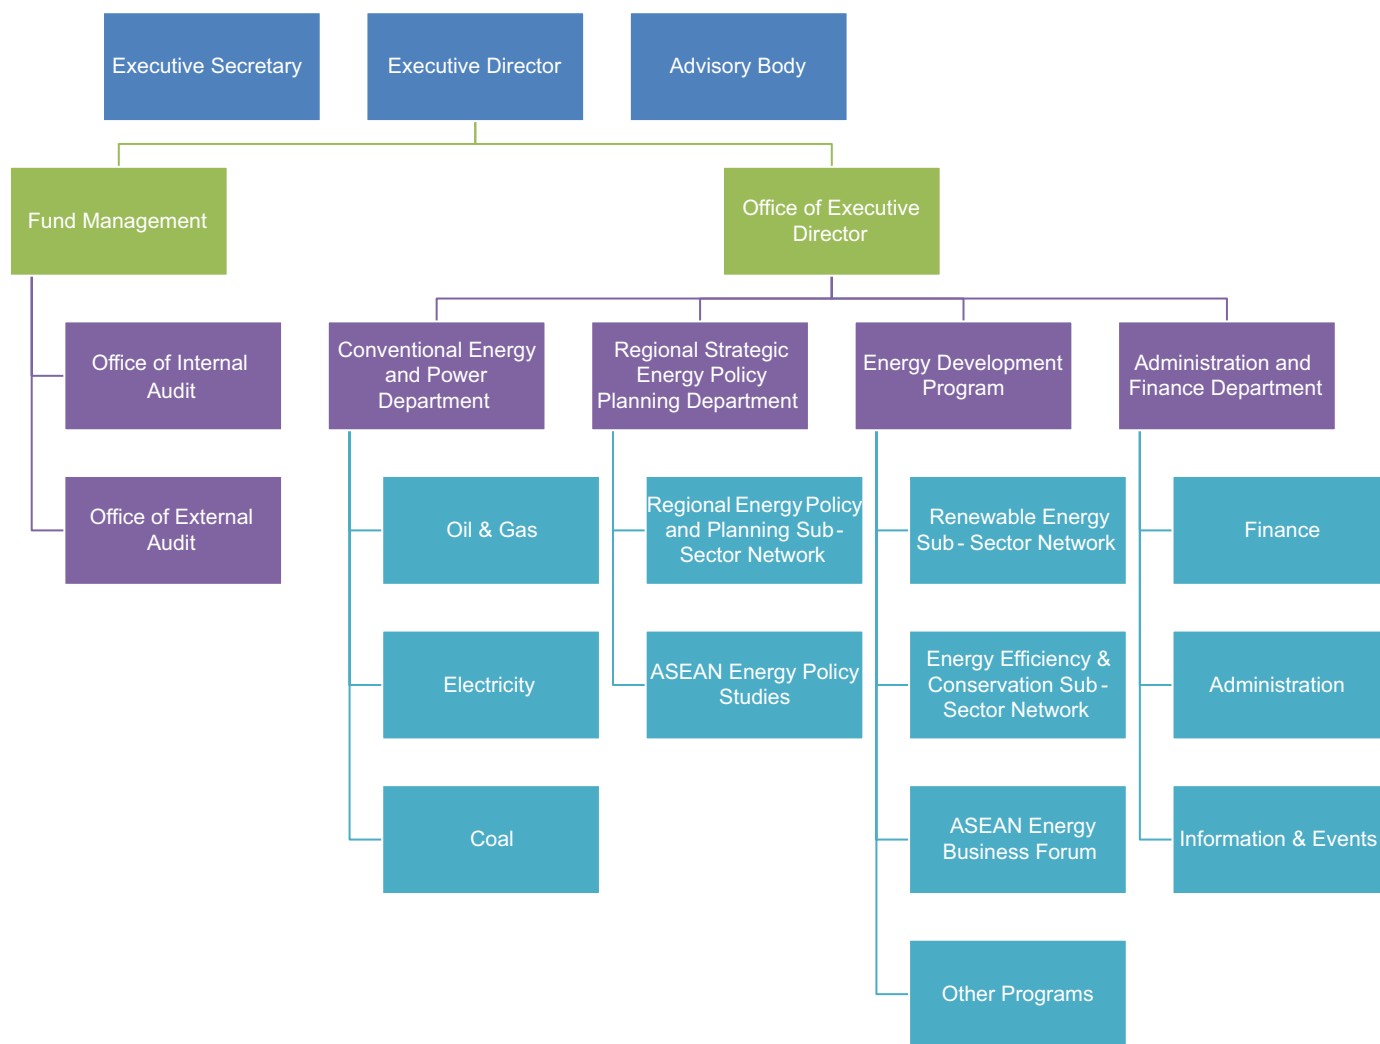 Executive Secretary
Executive Director
Advisory Body
Fund Management
Office of Executive
Director
Office of Internal
Audit
Office of External
Audit
Conventional Energy
and Power
Department
Oil & Gas
Electricity
Coal
Regional Strategic
Energy Policy
Planning Department
Regional Energy Policy
and Planning Sub-
Sector Network
ASEAN Energy Policy
Studies
Energy Development
Program
Renewable Energy
Sub-Sector Network
Energy Efficiency &
Conservation Sub-
Sector Network
ASEAN Energy
Business Forum
Other Programs
Administration and
Finance Department
Finance
Administration
Information & Events